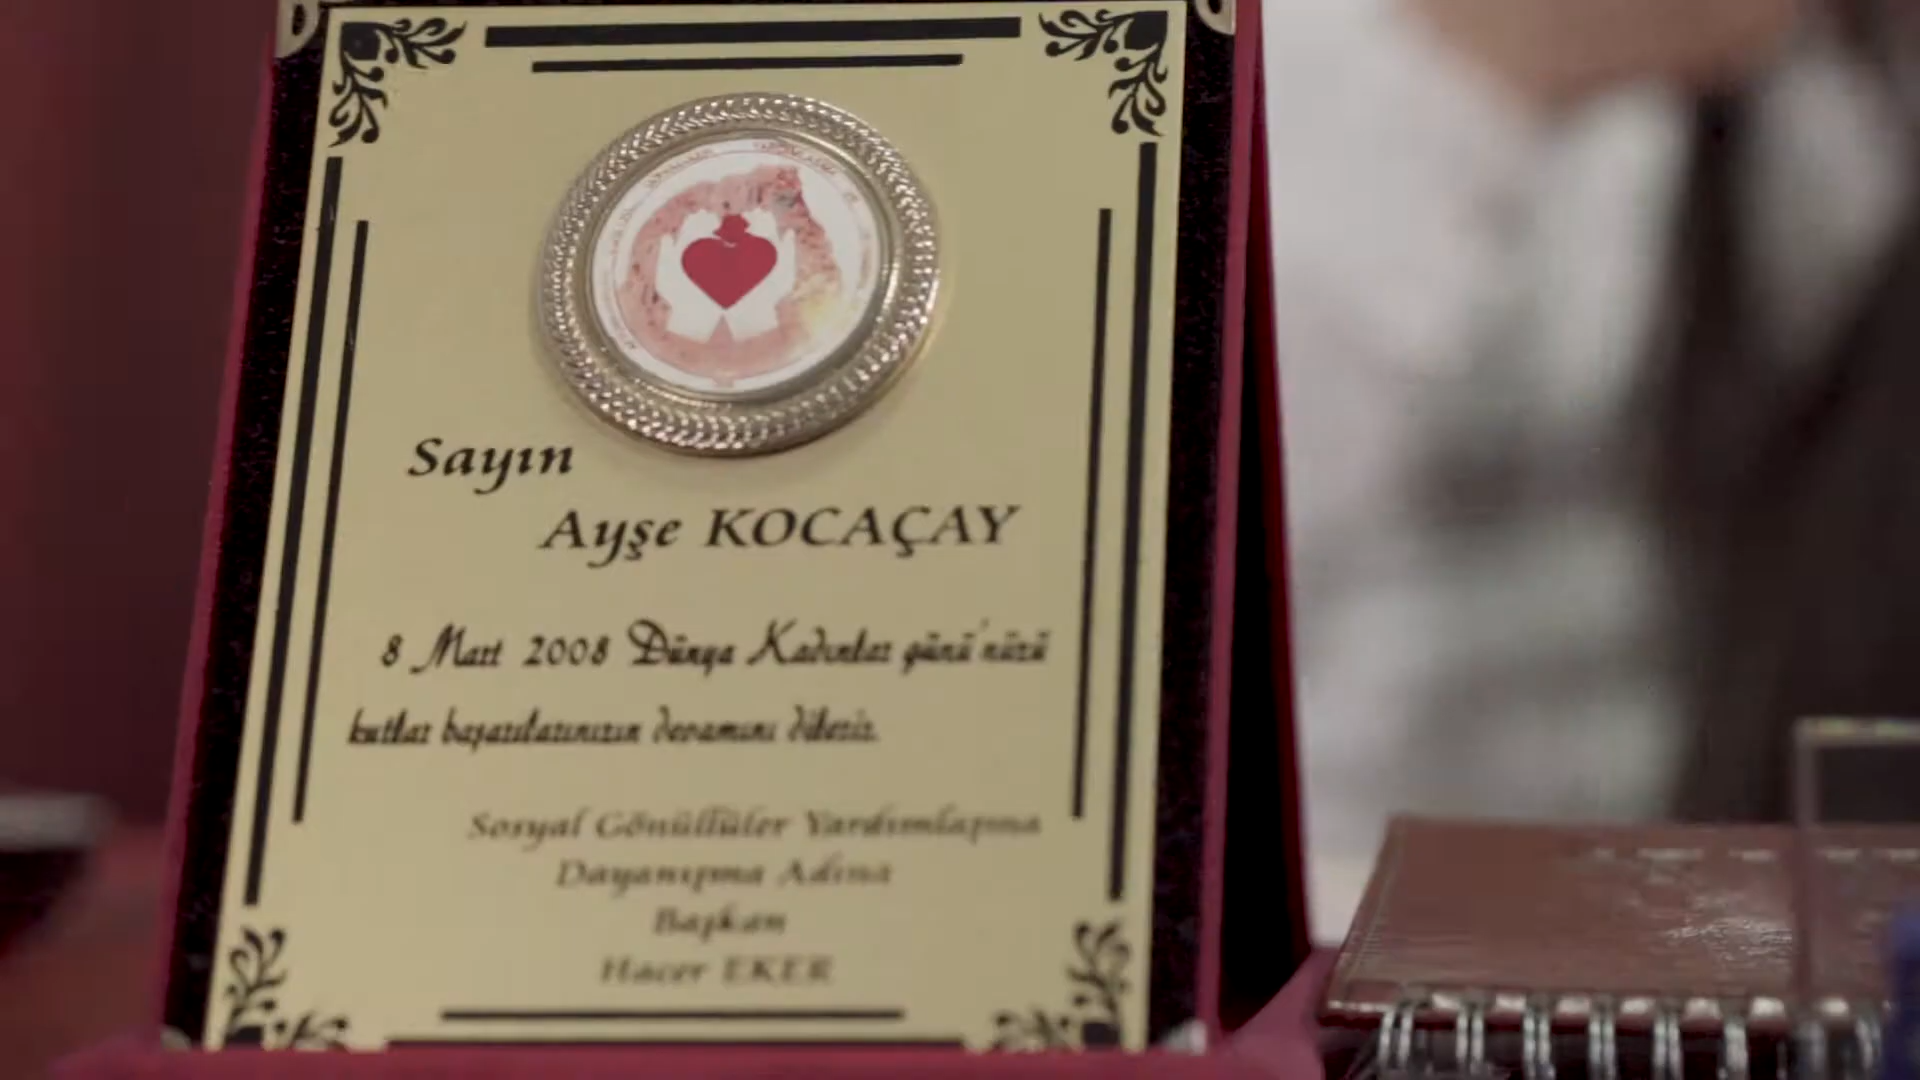 Sayın
Ayşe KOCAÇAY
8 Mart 2008 Dünya Kadınlar günü'nüzü
kutlar başarılarınızın devamını dileriz.
Sosyal Gönüllüler Yardımlaşma
Dayanışma Adına
Başkan
Hacer EKER